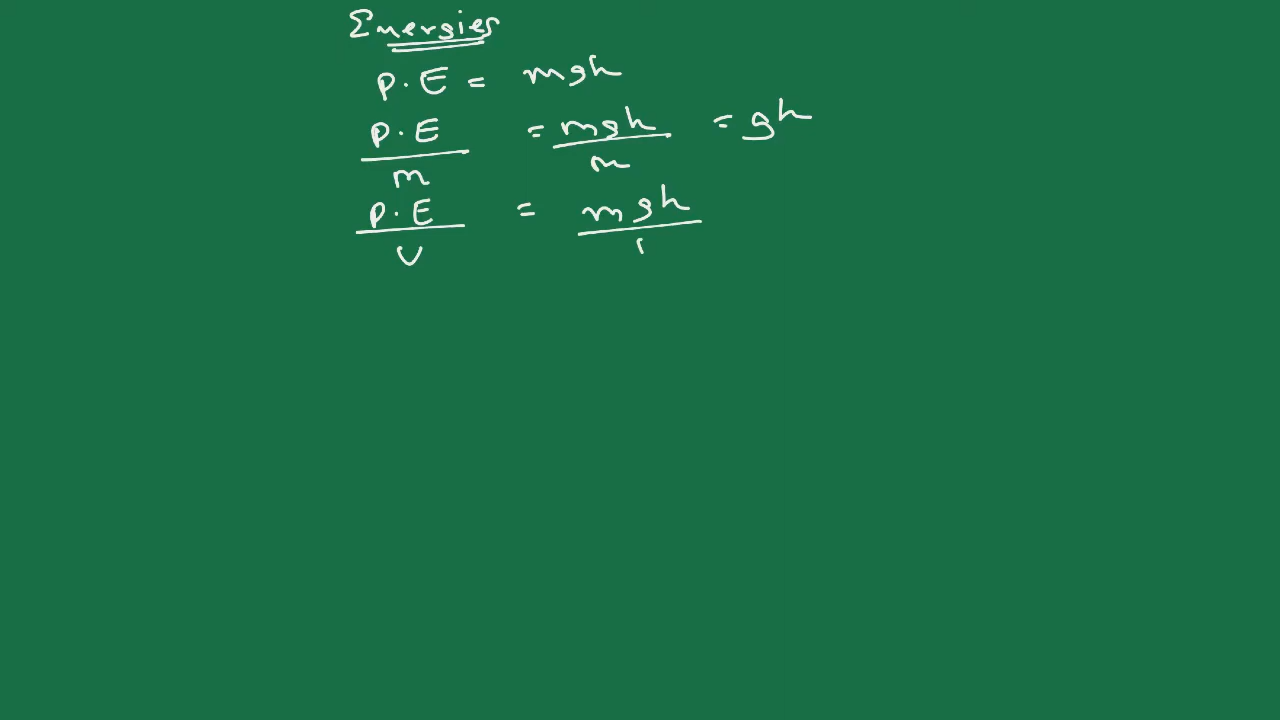 Energies
P.E = mgh
P.E/m = mgh/m = gh
P.E/V = mgh/